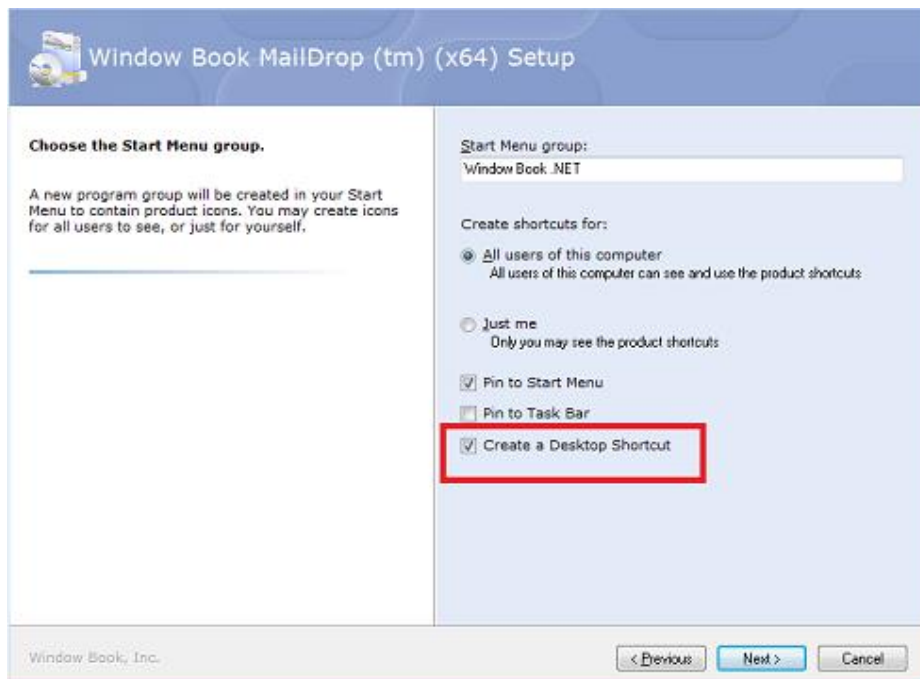 Window Book MailDrop (tm) (x64) Setup
Choose the Start Menu group.
A new program group will be created in your Start
Menu to contain product icons. You may create icons
for all users to see, or just for yourself.
Start Menu group:
Window Book .NET
Create shortcuts for:
All users of this computer
All users of this computer can see and use the product shortcuts
Just me
Only you may see the product shortcuts
Pin to Start Menu
Pin to Task Bar
Create a Desktop Shortcut
Window Book, Inc.
< Previous
Next >
Cancel